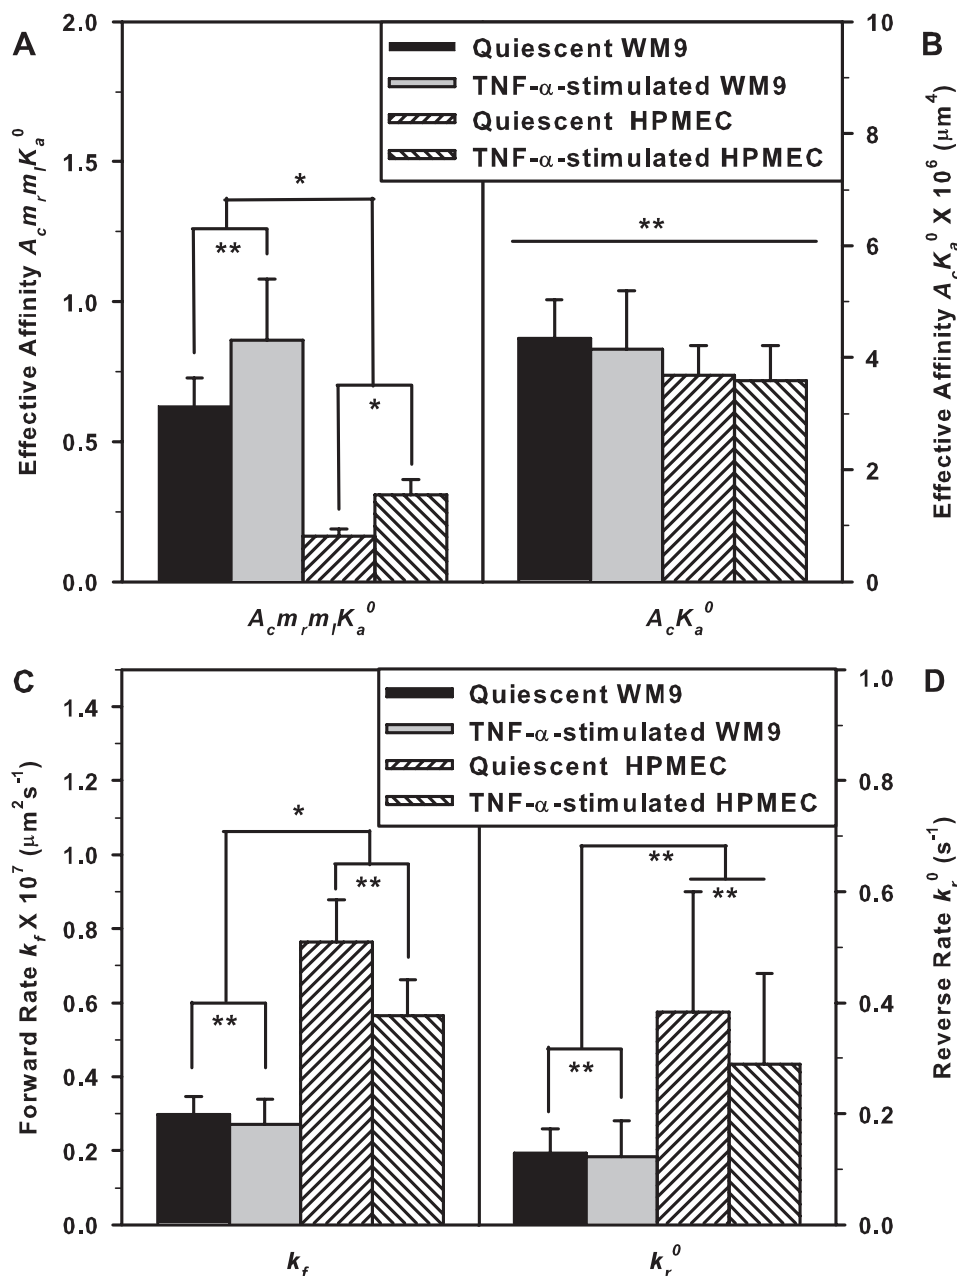 A
B
Quiescent WM9
TNF-α-stimulated WM9
Quiescent HPMEC
TNF-α-stimulated HPMEC
Effective Affinity A_c m_r m_l K_a^0
2.0
1.5
1.0
0.5
0.0
*
**
*
**
10
8
6
4
2
0
Effective Affinity A_c K_a^0 X 10^6 (μm^4)
A_c m_r m_l K_a^0
A_c K_a^0
C
D
Quiescent WM9
TNF-α-stimulated WM9
Quiescent HPMEC
TNF-α-stimulated HPMEC
Forward Rate k_f X 10^7 (μm^2 s^-1)
1.4
1.2
1.0
0.8
0.6
0.4
0.2
0.0
*
**
**
**
**
**
1.0
0.8
0.6
0.4
0.2
0.0
Reverse Rate k_r^0 (s^-1)
k_f
k_r^0